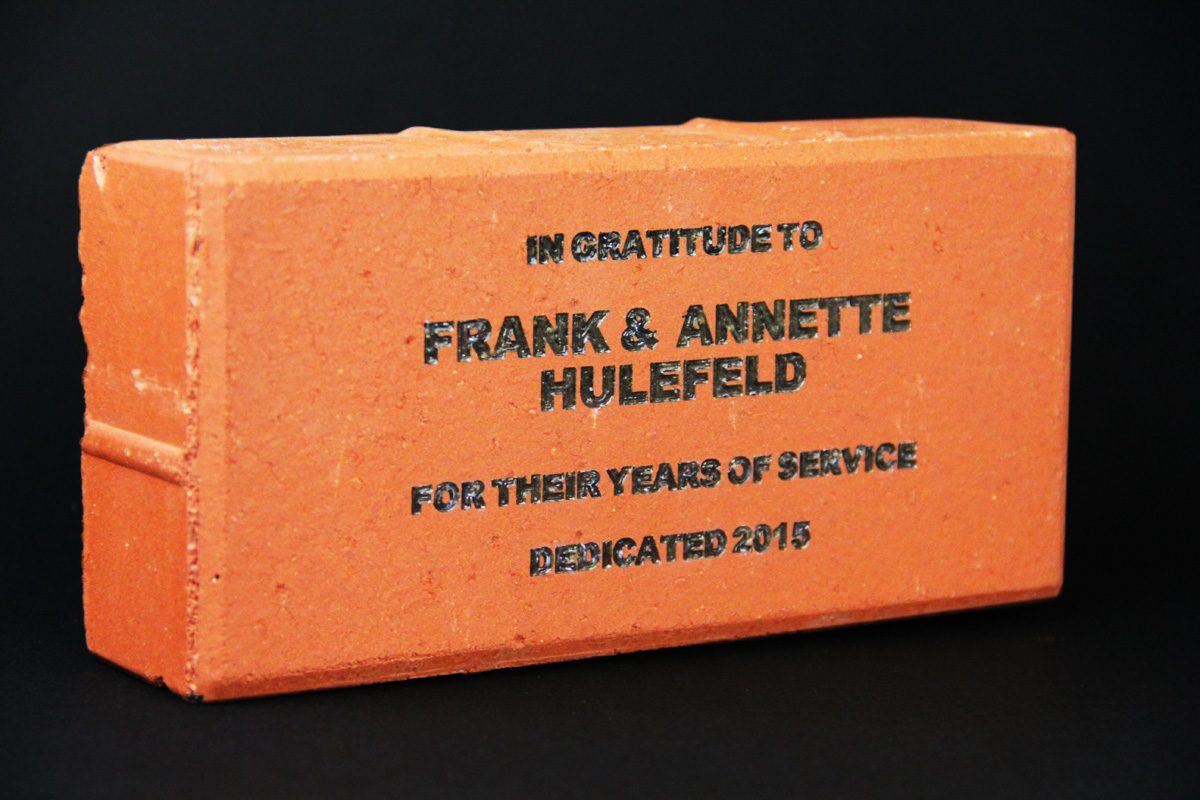 IN GRATITUDE TO
FRANK & ANNETTE
HULEFELD
FOR THEIR YEARS OF SERVICE
DEDICATED 2015